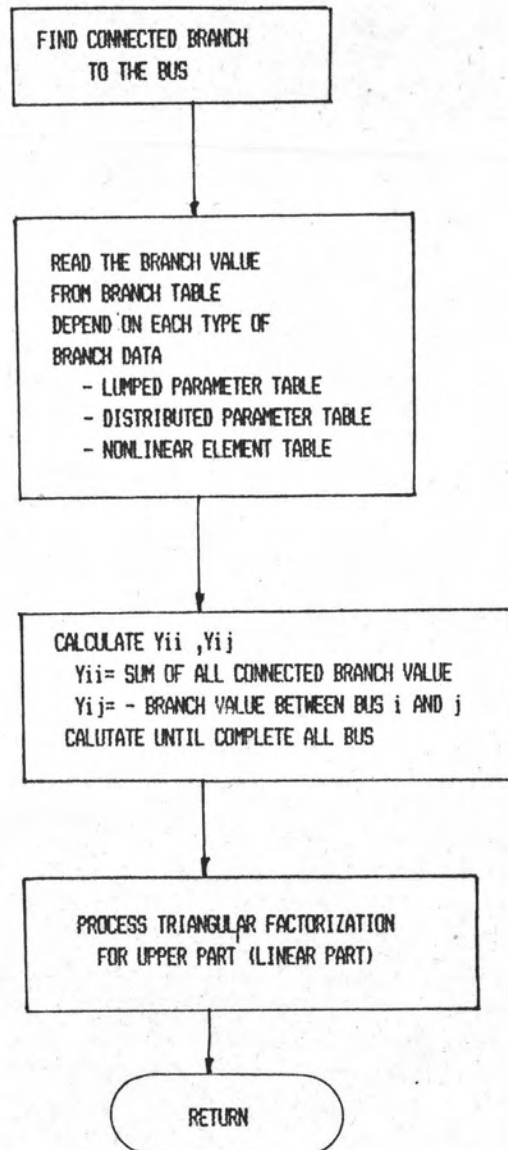 FIND CONNECTED BRANCH
TO THE BUS
READ THE BRANCH VALUE
FROM BRANCH TABLE
DEPEND ON EACH TYPE OF
BRANCH DATA
- LUMPED PARAMETER TABLE
- DISTRIBUTED PARAMETER TABLE
- NONLINEAR ELEMENT TABLE
CALCULATE Yii ,Yij
Yii= SUM OF ALL CONNECTED BRANCH VALUE
Yij= - BRANCH VALUE BETWEEN BUS i AND j
CALUTATE UNTIL COMPLETE ALL BUS
PROCESS TRIANGULAR FACTORIZATION
FOR UPPER PART (LINEAR PART)
RETURN